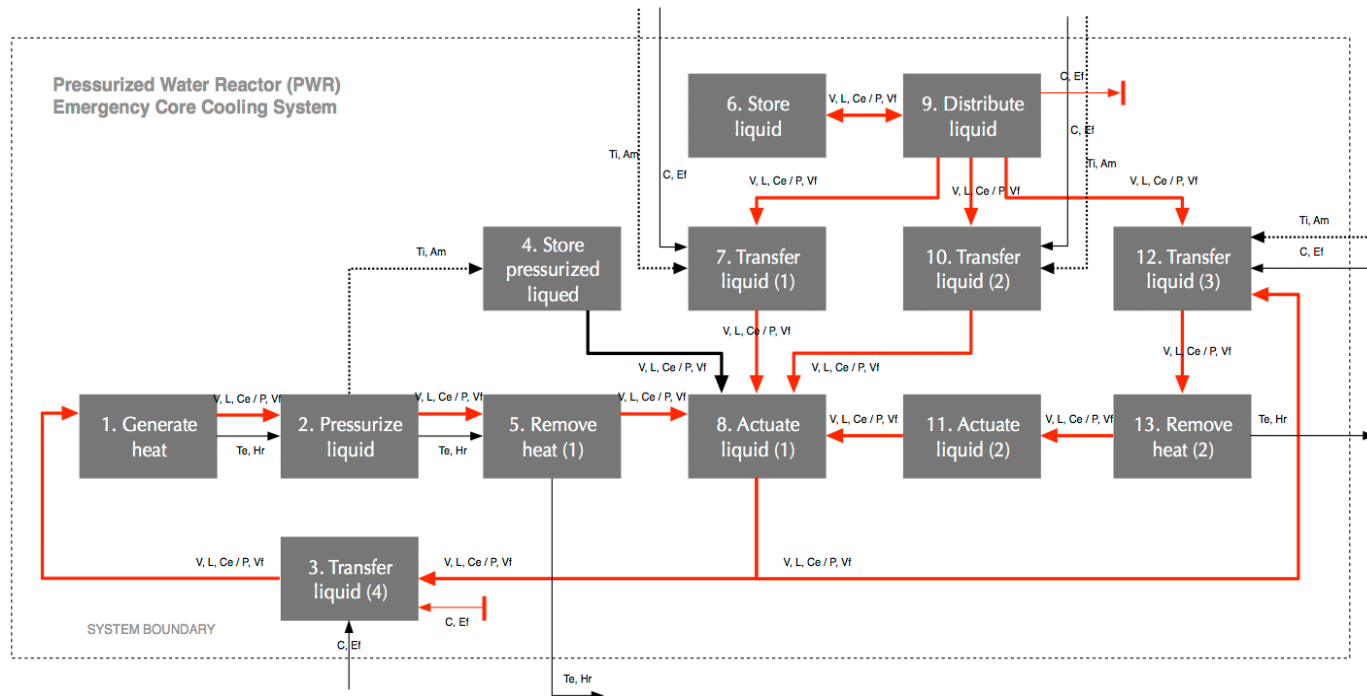 Pressurized Water Reactor (PWR)
Emergency Core Cooling System
C, Ef
6. Store
liquid
V, L, Ce / P, Vf
9. Distribute
liquid
C, Ef
Ti, Am
C, Ef
Ti, Am
V, L, Ce / P, Vf
V, L, Ce / P, Vf
V, L, Ce / P, Vf
Ti, Am
4. Store
pressurized
liqued
7. Transfer
liquid (1)
10. Transfer
liquid (2)
12. Transfer
liquid (3)
Ti, Am
C, Ef
V, L, Ce / P, Vf
V, L, Ce / P, Vf
V, L, Ce / P, Vf
V, L, Ce / P, Vf
V, L, Ce / P, Vf
V, L, Ce / P, Vf
V, L, Ce / P, Vf
1. Generate
heat
Te, Hr
2. Pressurize
liquid
Te, Hr
5. Remove
heat (1)
8. Actuate
liquid (1)
V, L, Ce / P, Vf
11. Actuate
liquid (2)
V, L, Ce / P, Vf
13. Remove
heat (2)
Te, Hr
V, L, Ce / P, Vf
3. Transfer
liquid (4)
V, L, Ce / P, Vf
V, L, Ce / P, Vf
C, Ef
SYSTEM BOUNDARY
C, Ef
Te, Hr